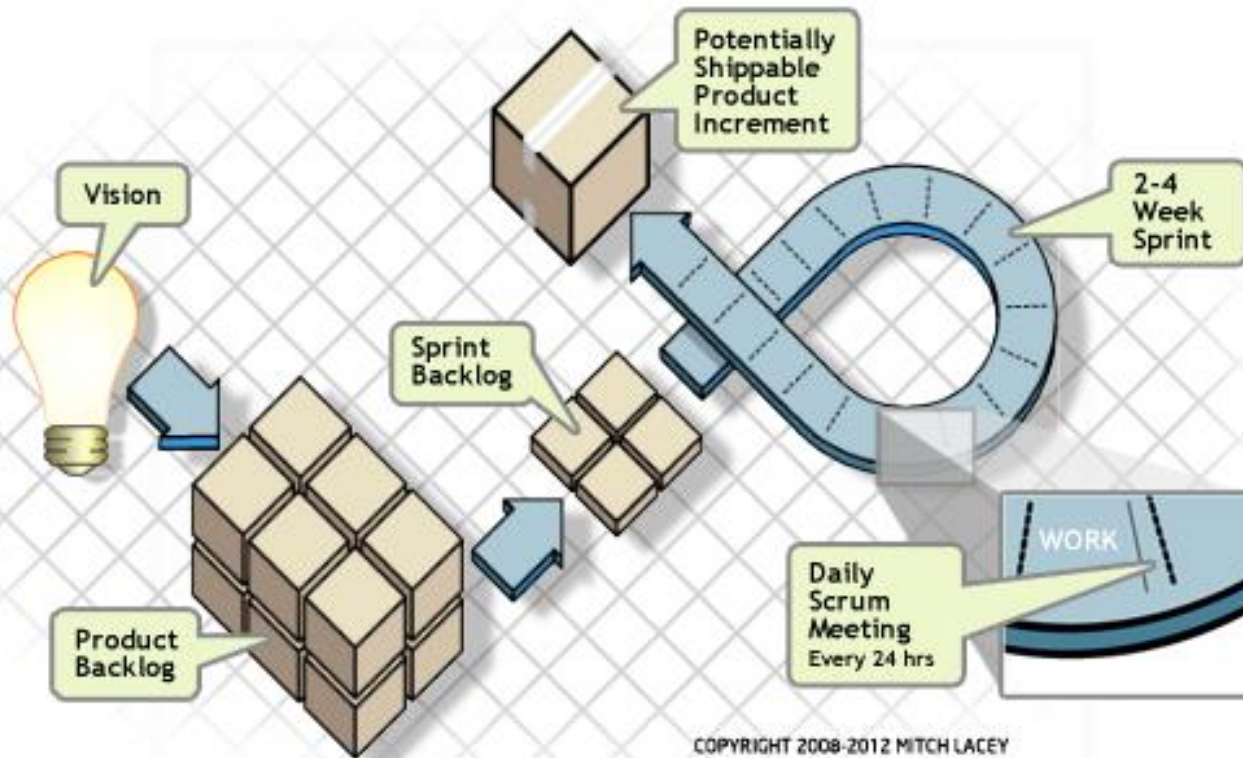 Potentially
Shippable
Product
Increment
Vision
2-4
Week
Sprint
Sprint
Backlog
WORK
Daily
Scrum
Meeting
Every 24 hrs
Product
Backlog
COPYRIGHT 2008-2012 MITCH LACEY